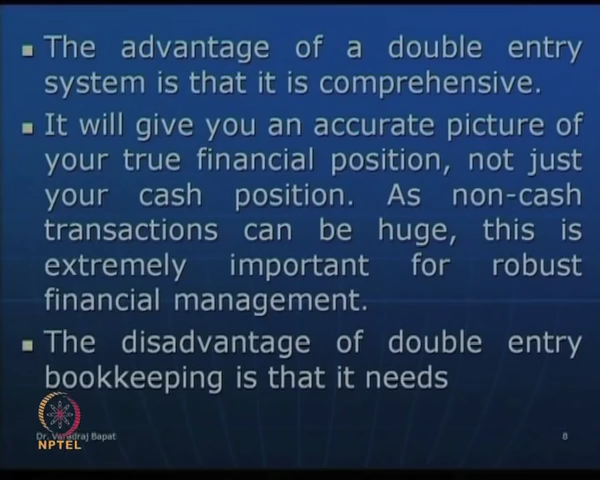 The advantage of a double entry
system is that it is comprehensive.
It will give you an accurate picture of
your true financial position, not just
your cash position. As non-cash
transactions can be huge, this is
extremely important for robust
financial management.
The disadvantage of double entry
bookkeeping is that it needs
Dr. Varadraj Bapat
8
NPTEL